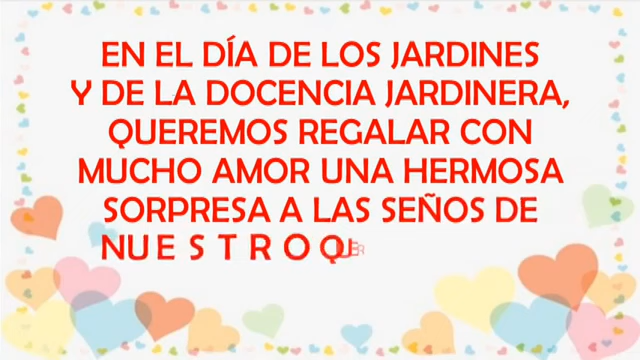 EN EL DÍA DE LOS JARDINES
Y DE LA DOCENCIA JARDINERA,
QUEREMOS REGALAR CON
MUCHO AMOR UNA HERMOSA
SORPRESA A LAS SEÑOS DE
NUESTRO